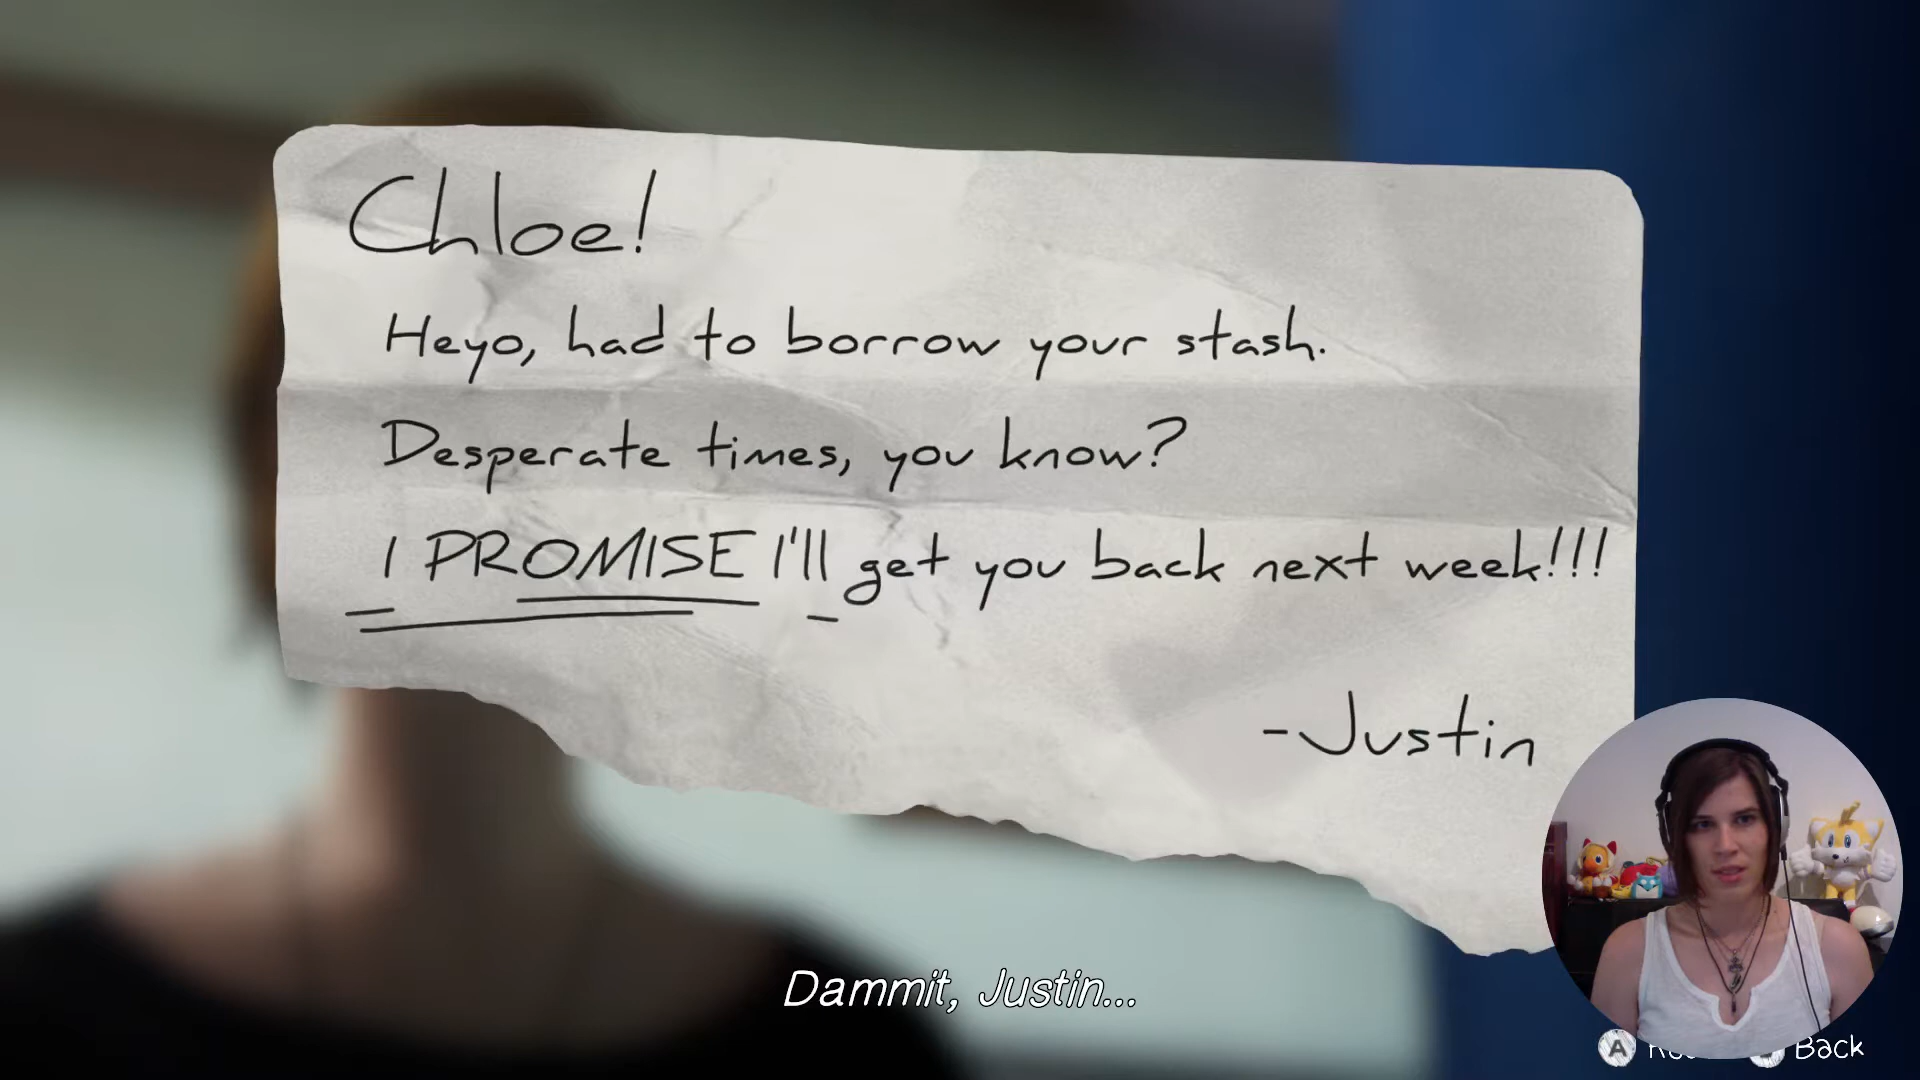 Chloe!
Heyo, had to borrow your stash.
Desperate times, you know?
I PROMISE I'll get you back next week!!!
-Justin
Dammit, Justin...
A
Back